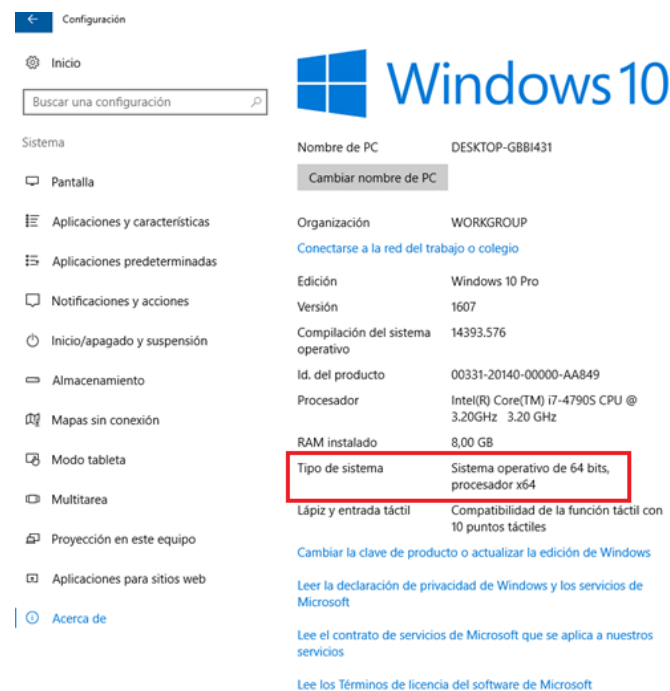 Configuración
Inicio
Buscar una configuración
Sistema
Pantalla
Aplicaciones y características
Aplicaciones predeterminadas
Notificaciones y acciones
Inicio/apagado y suspensión
Almacenamiento
Mapas sin conexión
Modo tableta
Multitarea
Proyección en este equipo
Aplicaciones para sitios web
Acerca de
Windows 10
Nombre de PC DESKTOP-GBBI431
Cambiar nombre de PC
Organización WORKGROUP
Conectarse a la red del trabajo o colegio
Edición Windows 10 Pro
Versión 1607
Compilación del sistema 14393.576
operativo
Id. del producto 00331-20140-00000-AA849
Procesador Intel(R) Core(TM) i7-4790S CPU @
3.20GHz 3.20 GHz
RAM instalado 8,00 GB
Tipo de sistema Sistema operativo de 64 bits,
procesador x64
Lápiz y entrada táctil Compatibilidad de la función táctil con
10 puntos táctiles
Cambiar la clave de producto o actualizar la edición de Windows
Leer la declaración de privacidad de Windows y los servicios de
Microsoft
Lee el contrato de servicios de Microsoft que se aplica a nuestros
servicios
Lee los Términos de licencia del software de Microsoft